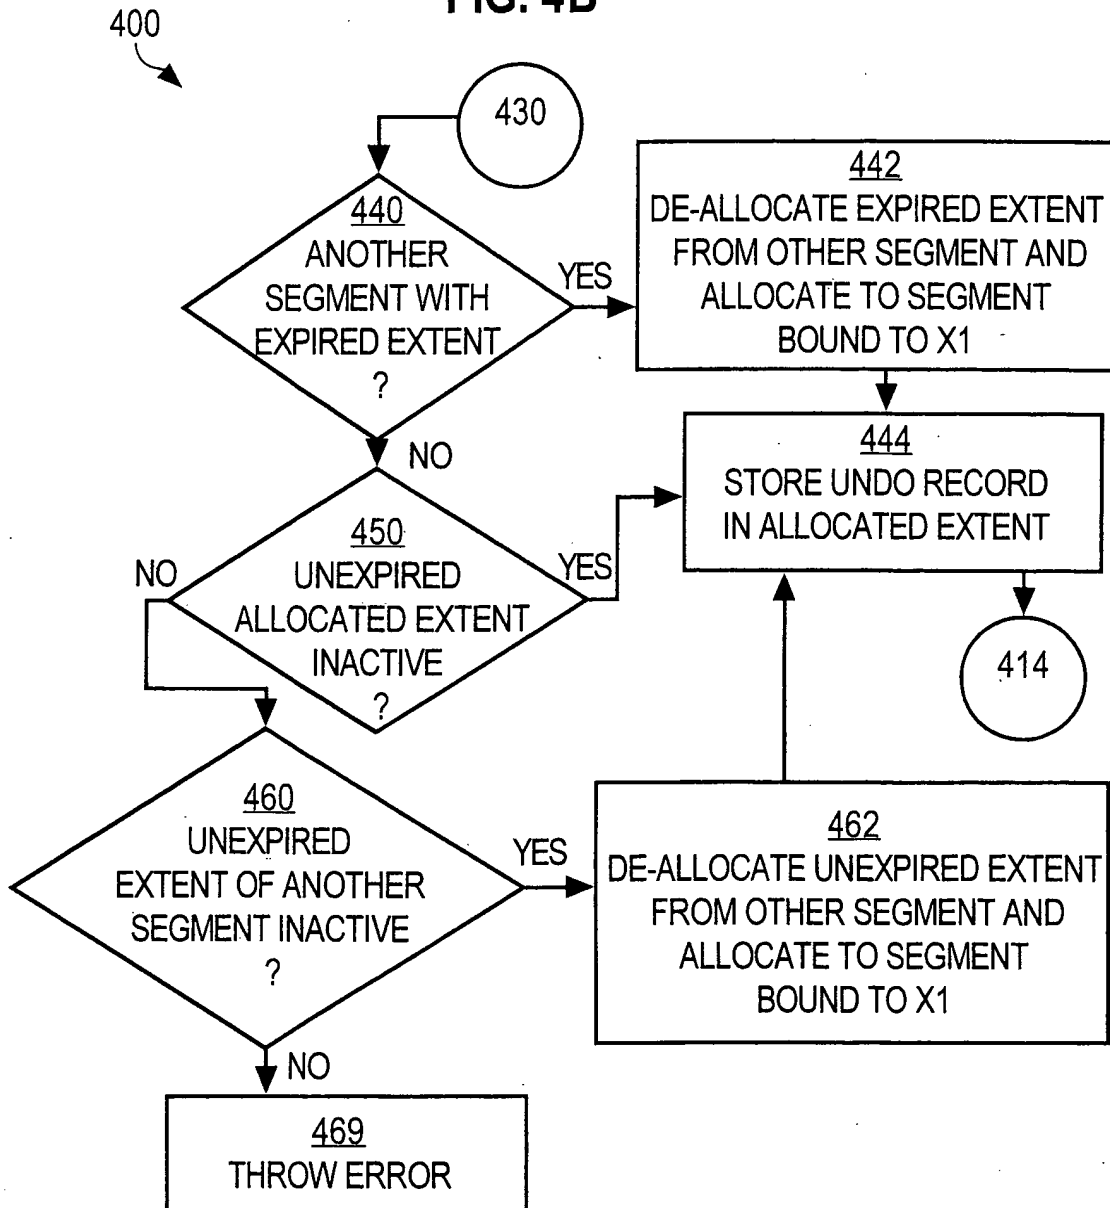 FIG. 4B
400
430
440
ANOTHER
SEGMENT WITH
EXPIRED EXTENT
?
YES
442
DE-ALLOCATE EXPIRED EXTENT
FROM OTHER SEGMENT AND
ALLOCATE TO SEGMENT
BOUND TO X1
NO
444
STORE UNDO RECORD
IN ALLOCATED EXTENT
450
UNEXPIRED
ALLOCATED EXTENT
INACTIVE
?
YES
NO
414
460
UNEXPIRED
EXTENT OF ANOTHER
SEGMENT INACTIVE
?
YES
462
DE-ALLOCATE UNEXPIRED EXTENT
FROM OTHER SEGMENT AND
ALLOCATE TO SEGMENT
BOUND TO X1
NO
469
THROW ERROR